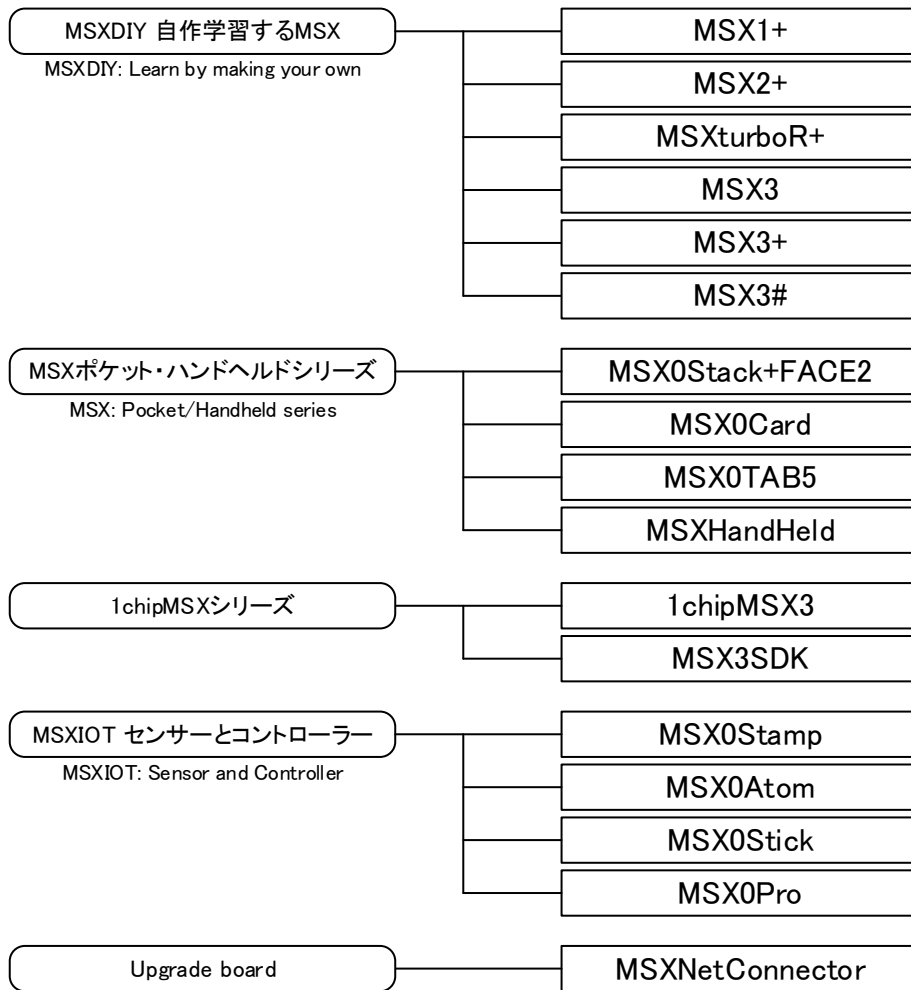 MSXDIY 自作学習するMSX
MSXDIY: Learn by making your own
MSX1+
MSX2+
MSXturboR+
MSX3
MSX3+
MSX3#
MSXポケット・ハンドヘルドシリーズ
MSX: Pocket/Handheld series
MSX0Stack+FACE2
MSX0Card
MSX0TAB5
MSXHandHeld
1chipMSXシリーズ
1chipMSX3
MSX3SDK
MSXIOT センサーとコントローラー
MSXIOT: Sensor and Controller
MSX0Stamp
MSX0Atom
MSX0Stick
MSX0Pro
Upgrade board
MSXNetConnector